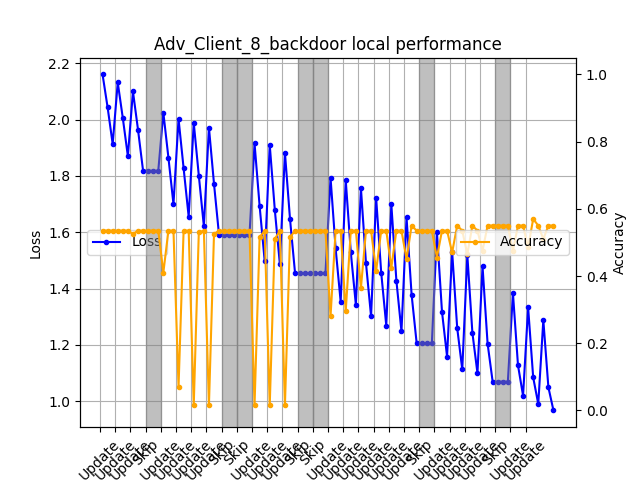 Adv_Client_8_backdoor local performance
2.2
2.0
1.8
1.6
1.4
1.2
1.0
Loss
1.0
0.8
0.6
0.4
0.2
0.0
Accuracy
Loss
Accuracy
Update
Update
Update
Skip
Update
Update
Update
Update
Skip
Skip
Update
Update
Update
Skip
Skip
Update
Update
Update
Update
Update
Update
Skip
Update
Update
Update
Update
Skip
Update
Update